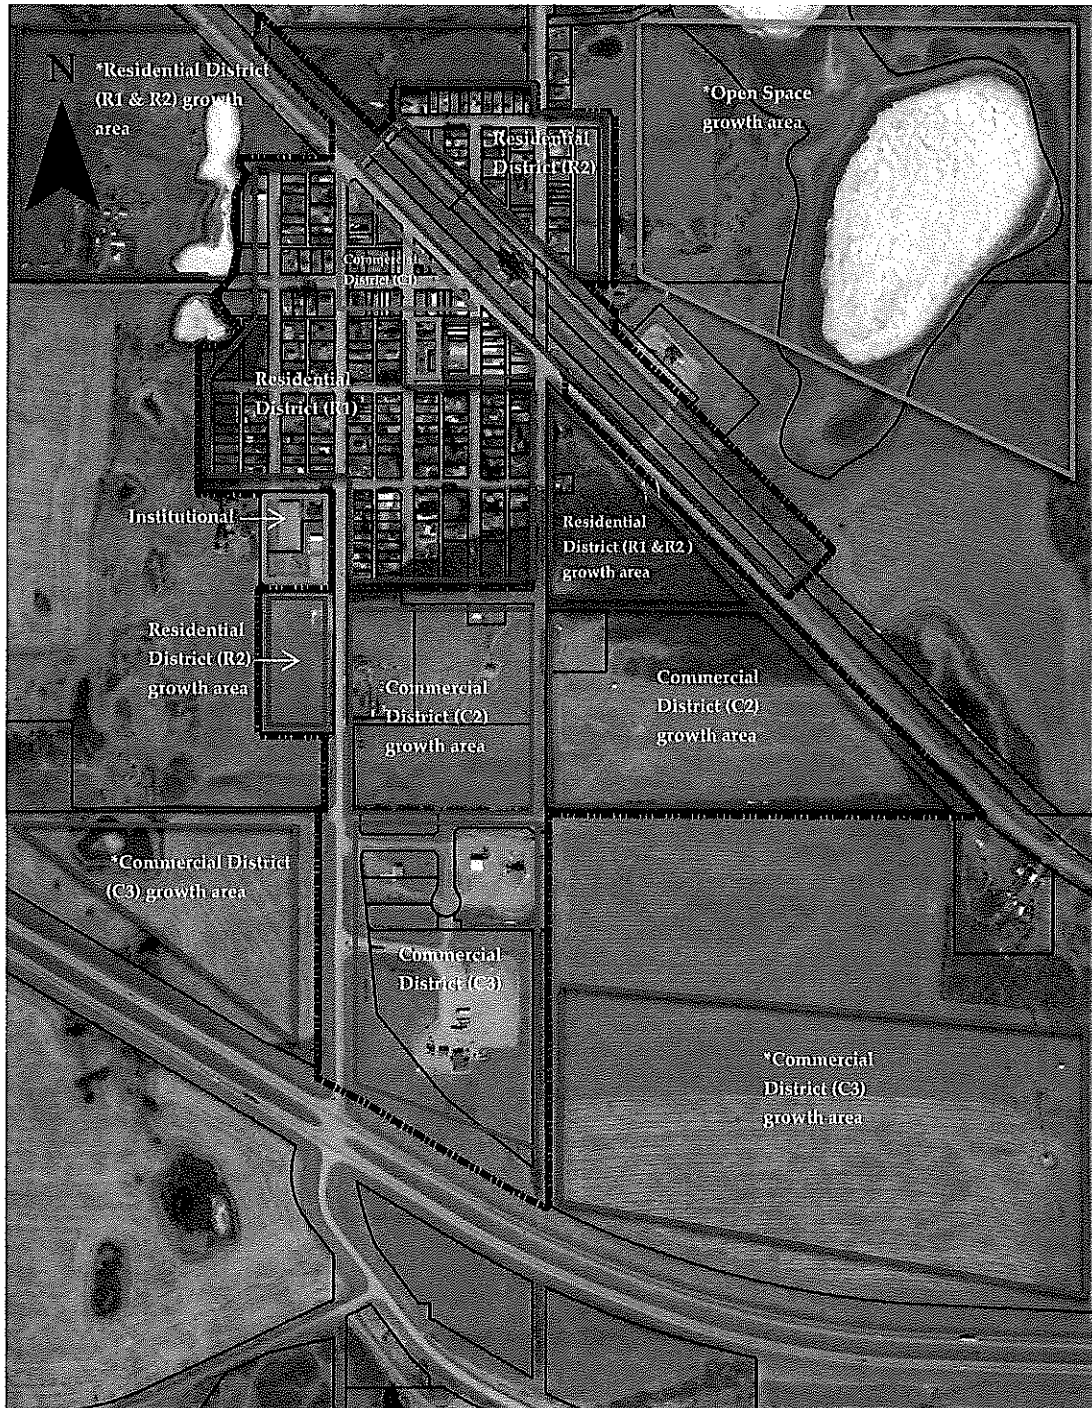 N
*Residential District
(R1 & R2) growth
area
*Open Space
growth area
Residential
District (R2)
Commercial
District (C1)
Residential
District (R1)
Institutional
Residential
District (R1 & R2 )
growth area
Residential
District (R2)
growth area
Commercial
District (C2)
growth area
Commercial
District (C2)
growth area
*Commercial District
(C3) growth area
Commercial
District (C3)
*Commercial
District (C3)
growth area